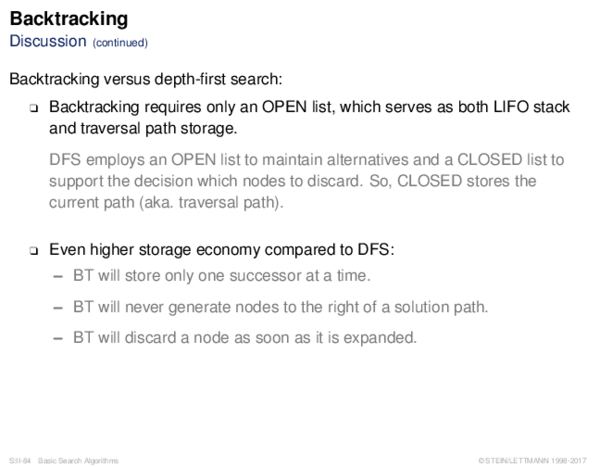 Backtracking
Discussion (continued)
Backtracking versus depth-first search:
❑ Backtracking requires only an OPEN list, which serves as both LIFO stack
and traversal path storage.
DFS employs an OPEN list to maintain alternatives and a CLOSED list to
support the decision which nodes to discard. So, CLOSED stores the
current path (aka. traversal path).
❑ Even higher storage economy compared to DFS:
– BT will store only one successor at a time.
– BT will never generate nodes to the right of a solution path.
– BT will discard a node as soon as it is expanded.
S:II-84 Basic Search Algorithms
© STEIN/LETTMANN 1998-2017